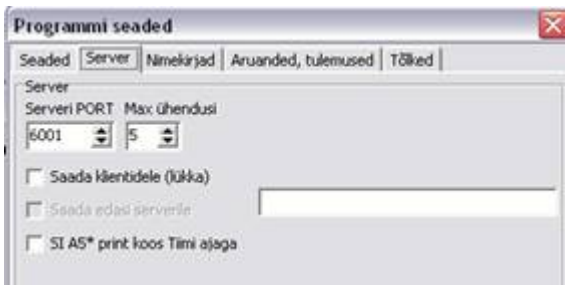 Programmi seaded
Seaded Server Nimekirjad Aruanded, tulemused Tõlked
Server
Serveri PORT Max ühendusi
6001 5
Saada klientidele (lükka)
Saada edasi serverile
SI A5* print koos Tiimi ajaga